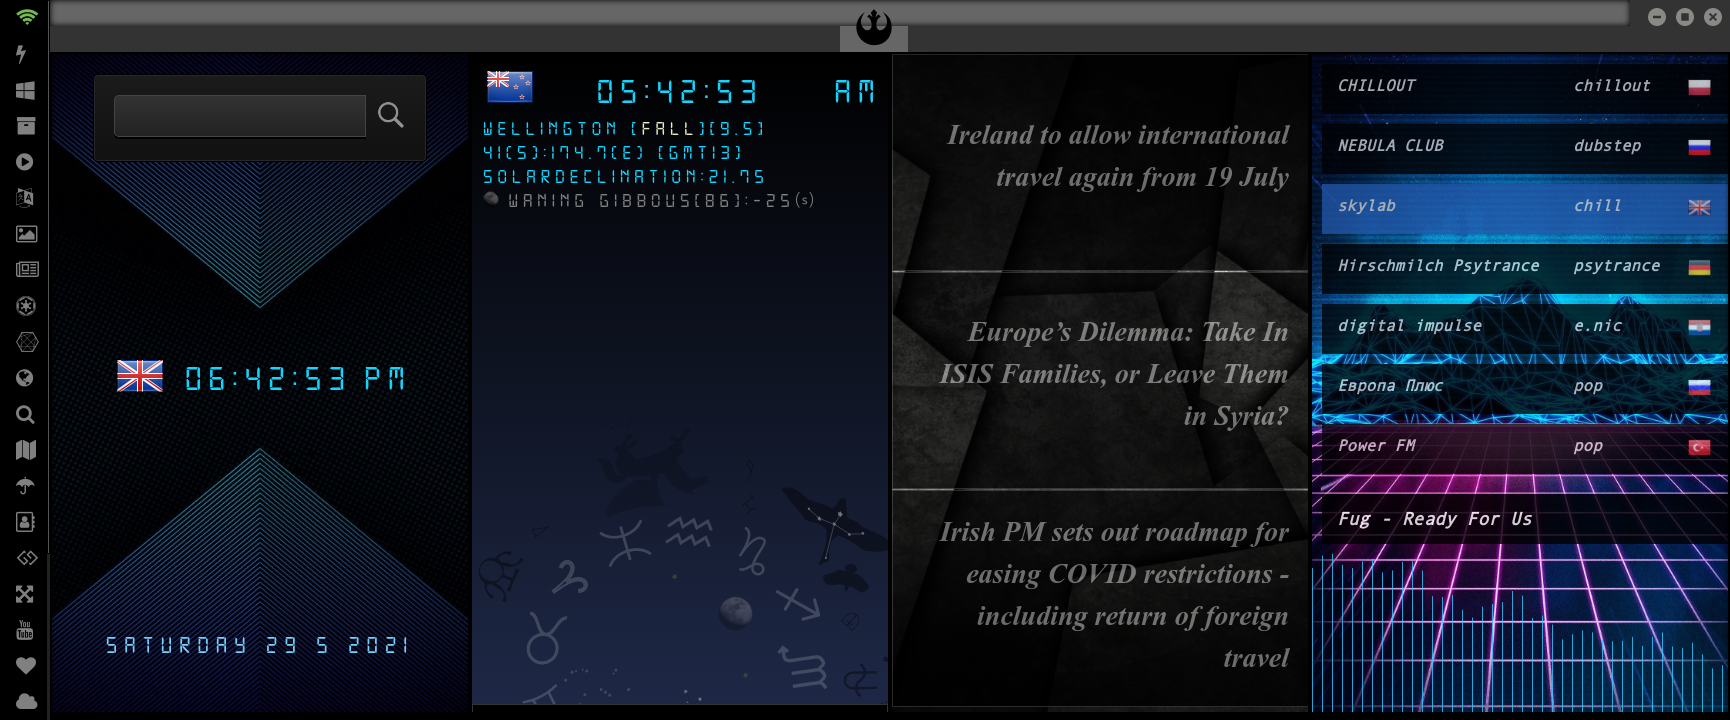 06:42:53 PM
SATURDAY 29 5 2021
05:42:53 AM
WELLINGTON [FALL][9.5]
41(S):174.7(E) [GMT13]
SOLARDECLINATION:21.75
WANING GIBBOUS[86]:-25(s)
Ireland to allow international
travel again from 19 July
Europe’s Dilemma: Take In
ISIS Families, or Leave Them
in Syria?
Irish PM sets out roadmap for
easing COVID restrictions -
including return of foreign
travel
CHILLOUT chillout
NEBULA CLUB dubstep
skylab chill
Hirschmilch Psytrance psytrance
digital impulse e.nic
Европа Плюс pop
Power FM pop
Fug - Ready For Us
You
Tube